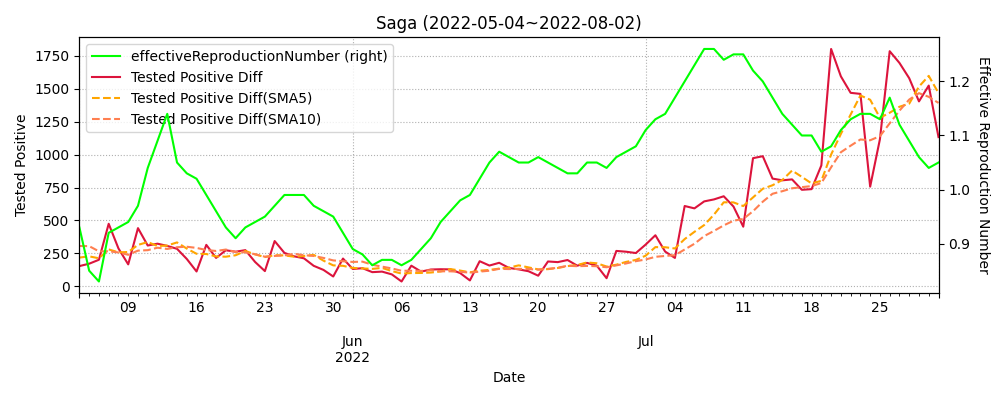 Saga (2022-05-04~2022-08-02)
effectiveReproductionNumber (right)
Tested Positive Diff
Tested Positive Diff(SMA5)
Tested Positive Diff(SMA10)
Tested Positive
1750
1500
1250
1000
750
500
250
0
Effective Reproduction Number
1.2
1.1
1.0
0.9
09 16 23 30 06 13 20 27 04 11 18 25
Jun Jul
2022
Date